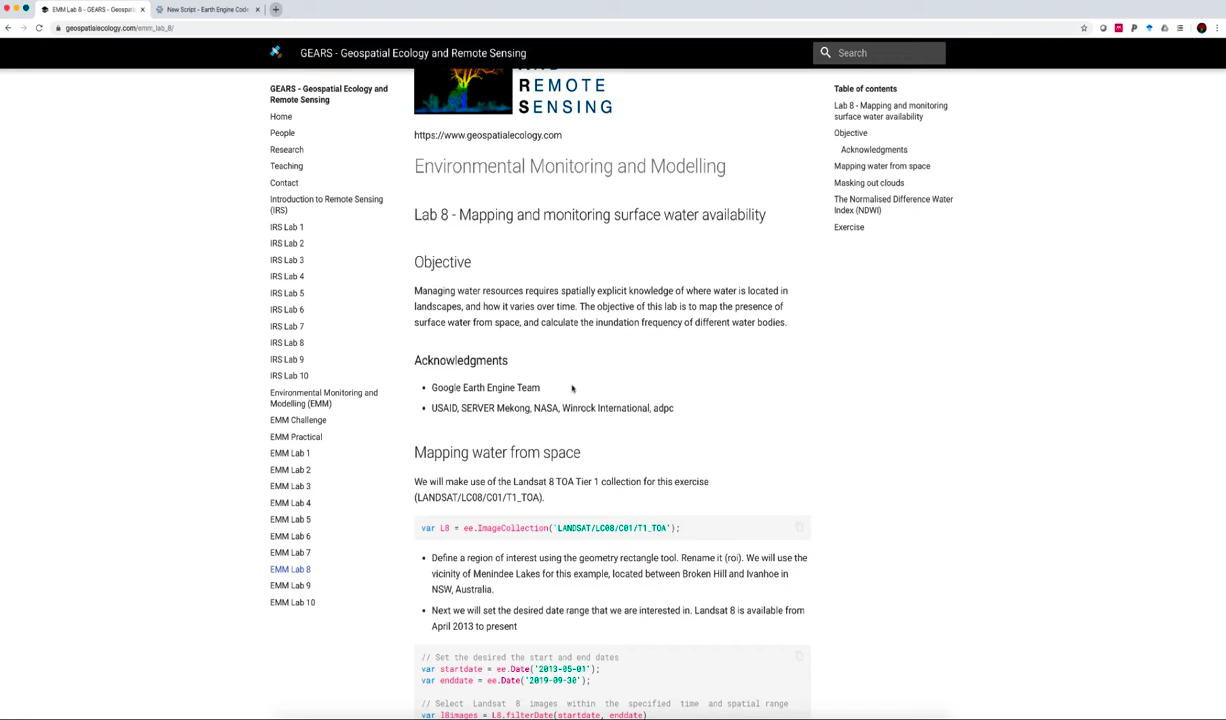 EMM Lab 8 - GEARS - Geospatial
New Script - Earth Engine Code
geospatialecology.com/emm_lab_8/
GEARS - Geospatial Ecology and Remote Sensing
Search
GEARS - Geospatial Ecology and
Remote Sensing
Home
People
Research
Teaching
Contact
Introduction to Remote Sensing
(IRS)
IRS Lab 1
IRS Lab 2
IRS Lab 3
IRS Lab 4
IRS Lab 5
IRS Lab 6
IRS Lab 7
IRS Lab 8
IRS Lab 9
IRS Lab 10
Environmental Monitoring and
Modelling (EMM)
EMM Challenge
EMM Practical
EMM Lab 1
EMM Lab 2
EMM Lab 3
EMM Lab 4
EMM Lab 5
EMM Lab 6
EMM Lab 7
EMM Lab 8
EMM Lab 9
EMM Lab 10
REMOTE
SENSING
https://www.geospatialecology.com
Environmental Monitoring and Modelling
Lab 8 - Mapping and monitoring surface water availability
Objective
Managing water resources requires spatially explicit knowledge of where water is located in
landscapes, and how it varies over time. The objective of this lab is to map the presence of
surface water from space, and calculate the inundation frequency of different water bodies.
Acknowledgments
• Google Earth Engine Team
• USAID, SERVER Mekong, NASA, Winrock International, adpc
Mapping water from space
We will make use of the Landsat 8 TOA Tier 1 collection for this exercise
(LANDSAT/LC08/C01/T1_TOA).
var L8 = ee.ImageCollection('LANDSAT/LC08/C01/T1_TOA');
• Define a region of interest using the geometry rectangle tool. Rename it (roi). We will use the
vicinity of Menindee Lakes for this example, located between Broken Hill and Ivanhoe in
NSW, Australia.
• Next we will set the desired date range that we are interested in. Landsat 8 is available from
April 2013 to present
// Set the desired the start and end dates
var startdate = ee.Date('2013-05-01');
var enddate = ee.Date('2019-09-30');
// Select Landsat 8 images within the specified time and spatial range
var l8images = L8.filterDate(startdate, enddate)
Table of contents
Lab 8 - Mapping and monitoring
surface water availability
Objective
Acknowledgments
Mapping water from space
Masking out clouds
The Normalised Difference Water
Index (NDWI)
Exercise